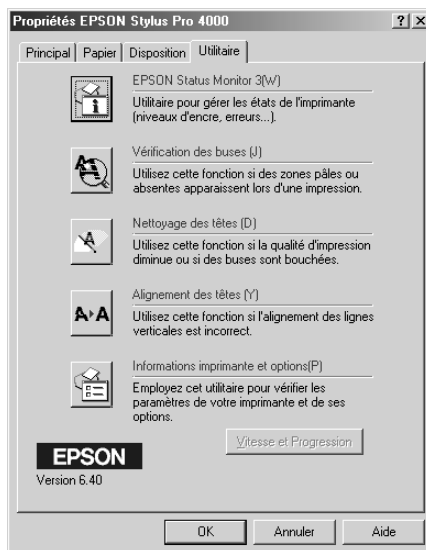 Propriétés EPSON Stylus Pro 4000
Principal Papier Disposition Utilitaire
EPSON Status Monitor 3(W)
Utilitaire pour gérer les états de l'imprimante
(niveaux d'encre, erreurs...).
Vérification des buses (J)
Utilisez cette fonction si des zones pâles ou
absentes apparaissent lors d'une impression.
Nettoyage des têtes (D)
Utilisez cette fonction si la qualité d'impression
diminue ou si des buses sont bouchées.
Alignement des têtes (Y)
Utilisez cette fonction si l'alignement des lignes
verticales est incorrect.
Informations imprimante et options(P)
Employez cet utilitaire pour vérifier les
paramètres de votre imprimante et de ses
options.
Vitesse et Progression
EPSON
Version 6.40
OK Annuler Aide